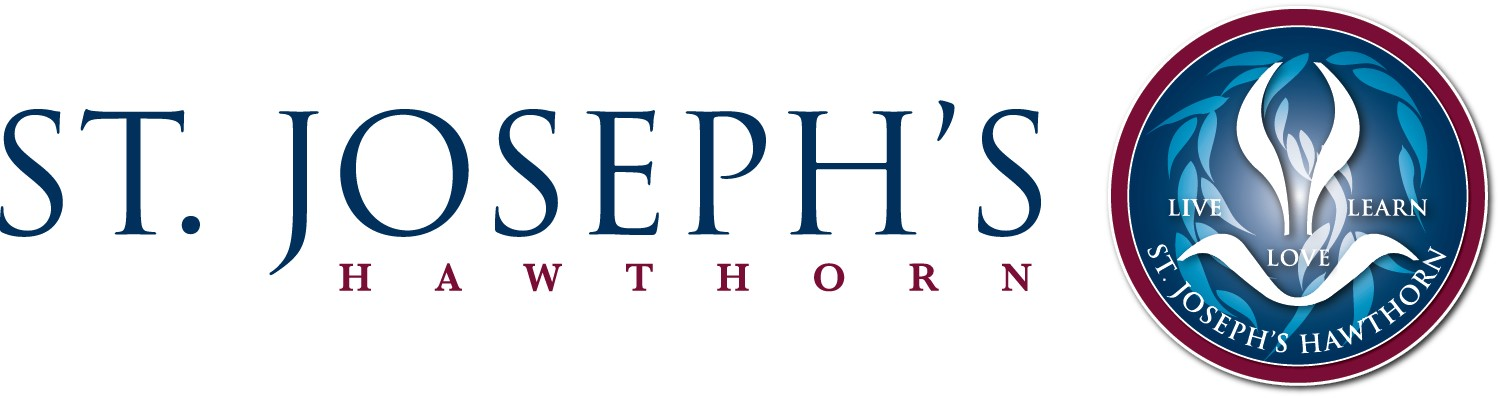 ST. JOSEPH'S
HAWTHORN
LIVE
LEARN
LOVE
ST. JOSEPH'S HAWTHORN